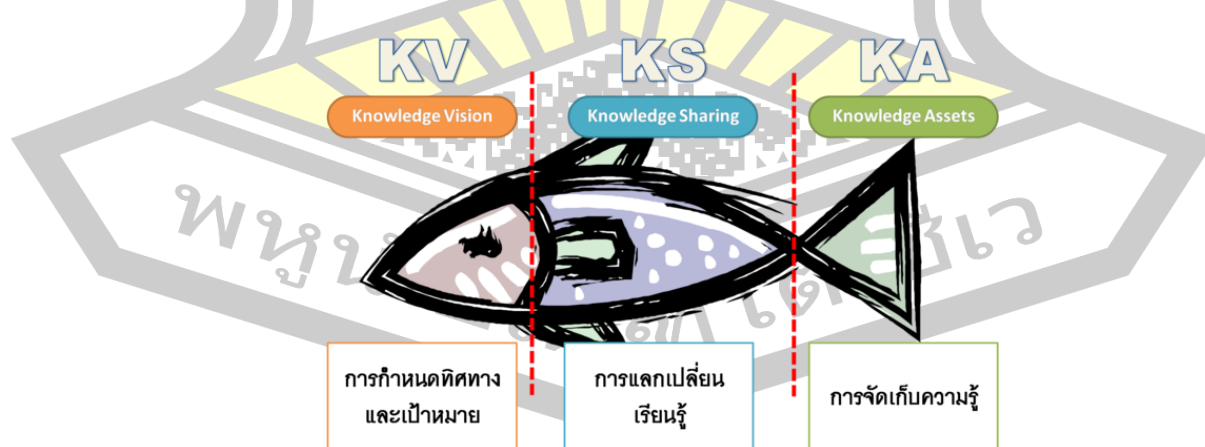 KV KS KA
Knowledge Vision Knowledge Sharing Knowledge Assets
การกำหนดทิศทาง
และเป้าหมาย
การแลกเปลี่ยน
เรียนรู้
การจัดเก็บความรู้